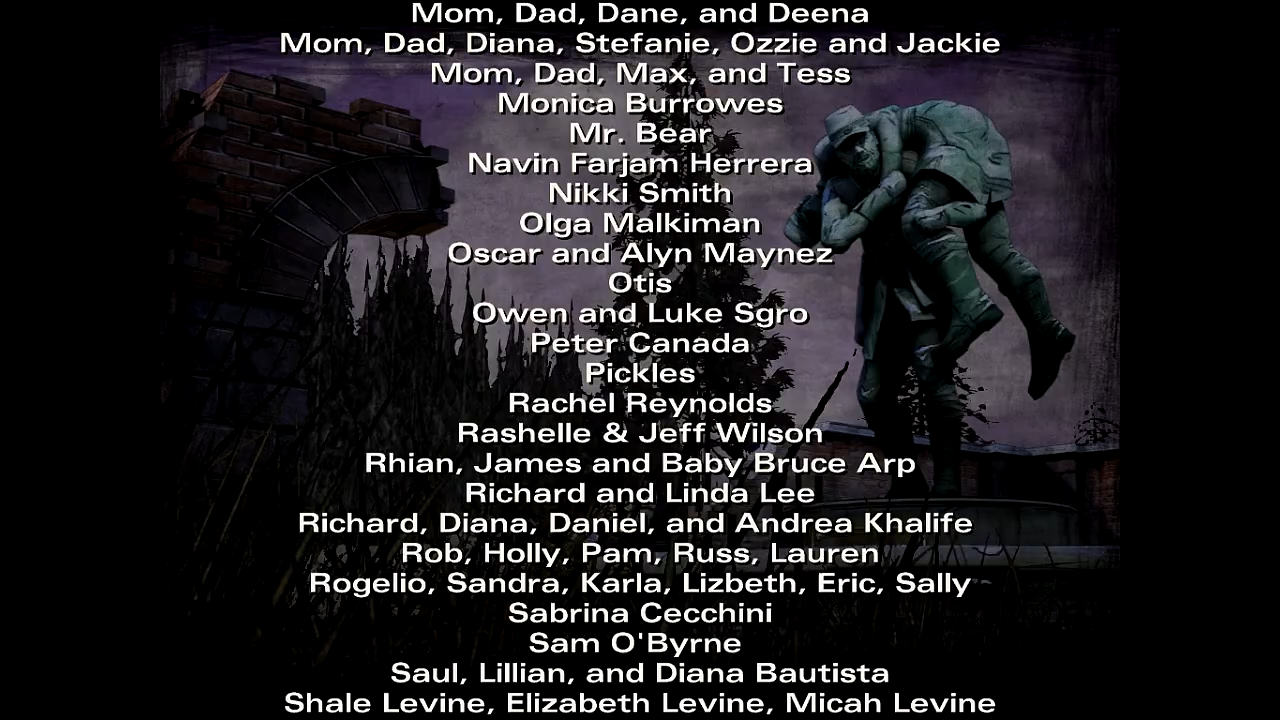 Mom, Dad, Dane, and Deena
Mom, Dad, Diana, Stefanie, Ozzie and Jackie
Mom, Dad, Max, and Tess
Monica Burrowes
Mr. Bear
Navin Farjam Herrera
Nikki Smith
Olga Malkiman
Oscar and Alyn Maynez
Otis
Owen and Luke Sgro
Peter Canada
Pickles
Rachel Reynolds
Rashelle & Jeff Wilson
Rhian, James and Baby Bruce Arp
Richard and Linda Lee
Richard, Diana, Daniel, and Andrea Khalife
Rob, Holly, Pam, Russ, Lauren
Rogelio, Sandra, Karla, Lizbeth, Eric, Sally
Sabrina Cecchini
Sam O'Byrne
Saul, Lillian, and Diana Bautista
Shale Levine, Elizabeth Levine, Micah Levine